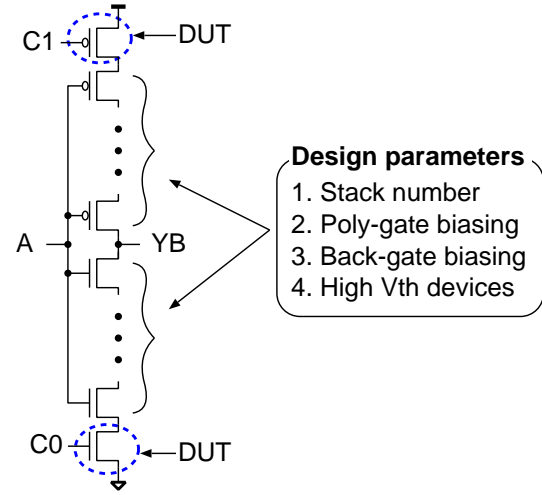 C1
DUT
Design parameters
1. Stack number
2. Poly-gate biasing
3. Back-gate biasing
4. High Vth devices
A
YB
C0
DUT